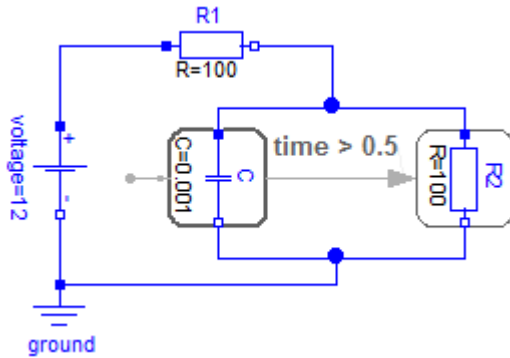 R1
R=100
voltage=12
+
-
C=0.001
C
time > 0.5
R=100
R2
ground